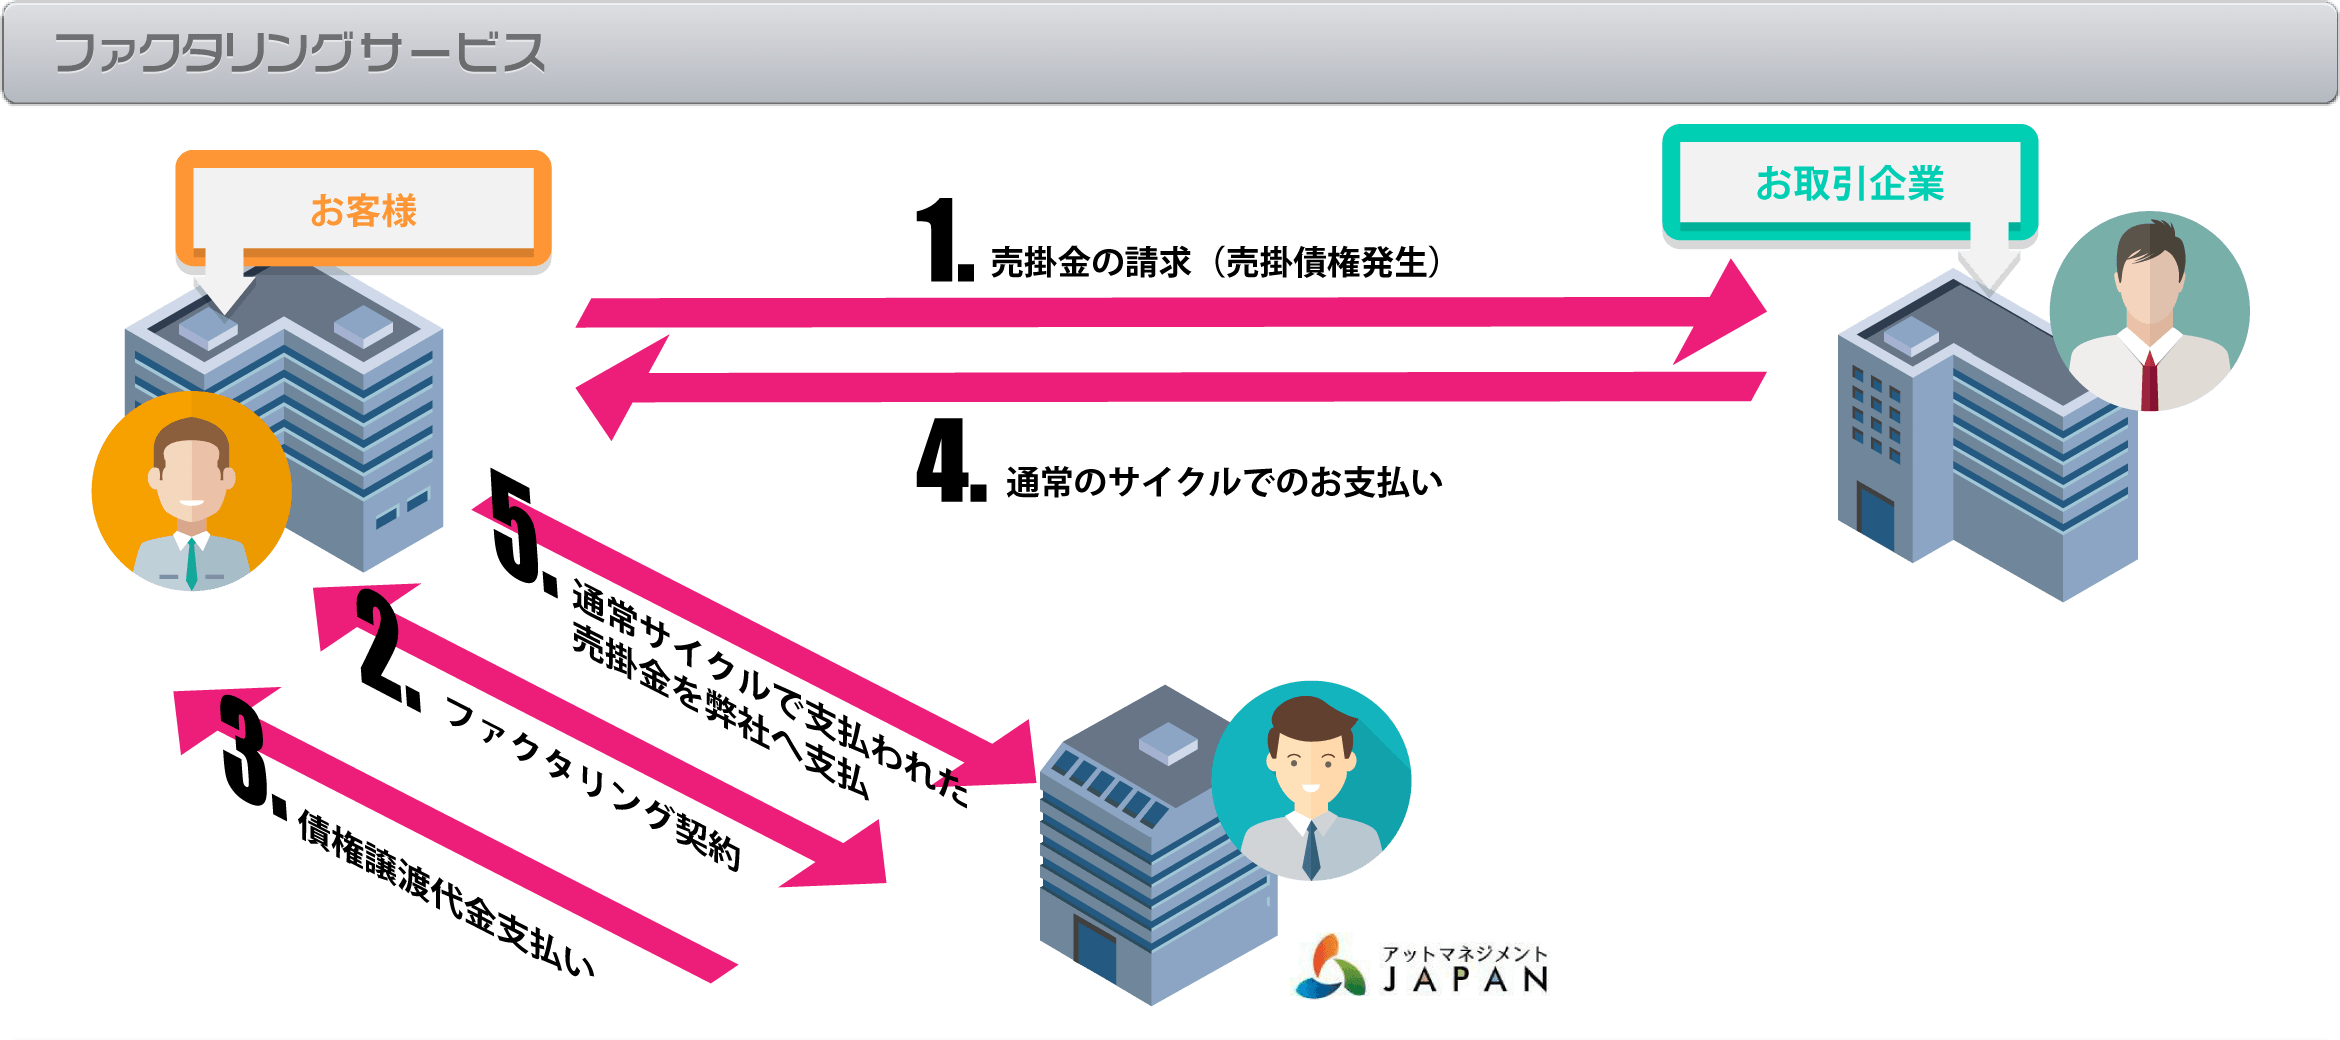 ファクタリングサービス
お客様
お取引企業
1. 売掛金の請求（売掛債権発生）
4. 通常のサイクルでのお支払い
5. 通常サイクルで支払われた
売掛金を弊社へ支払
2. ファクタリング契約
3. 債権譲渡代金支払い
アットマネジメント
JAPAN